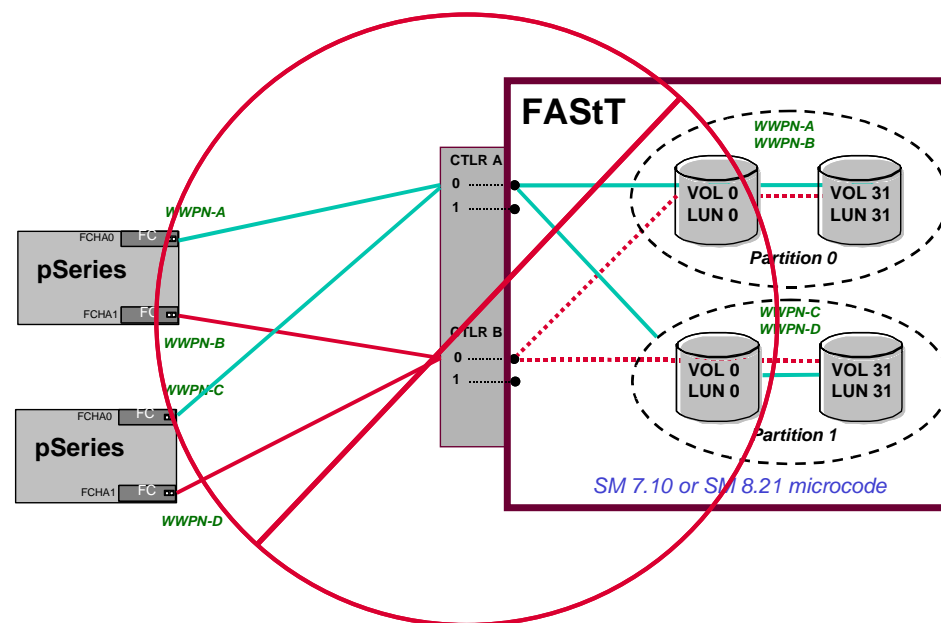 FAStT
WWPN-A
WWPN-B
CTLR A
0
1
VOL 0
LUN 0
VOL 31
LUN 31
Partition 0
WWPN-A
FCHA0
FC
pSeries
FCHA1
FC
WWPN-B
WWPN-C
WWPN-D
CTLR B
0
1
VOL 0
LUN 0
VOL 31
LUN 31
Partition 1
WWPN-C
FCHA0
FC
pSeries
FCHA1
FC
WWPN-D
SM 7.10 or SM 8.21 microcode